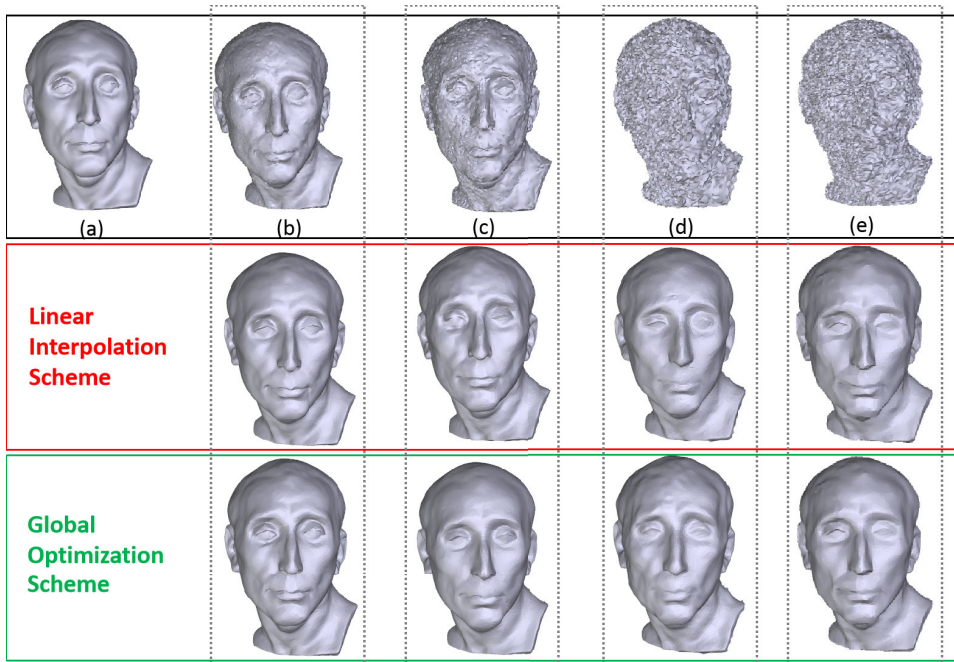 (a)
(b)
(c)
(d)
(e)
Linear
Interpolation
Scheme
Global
Optimization
Scheme